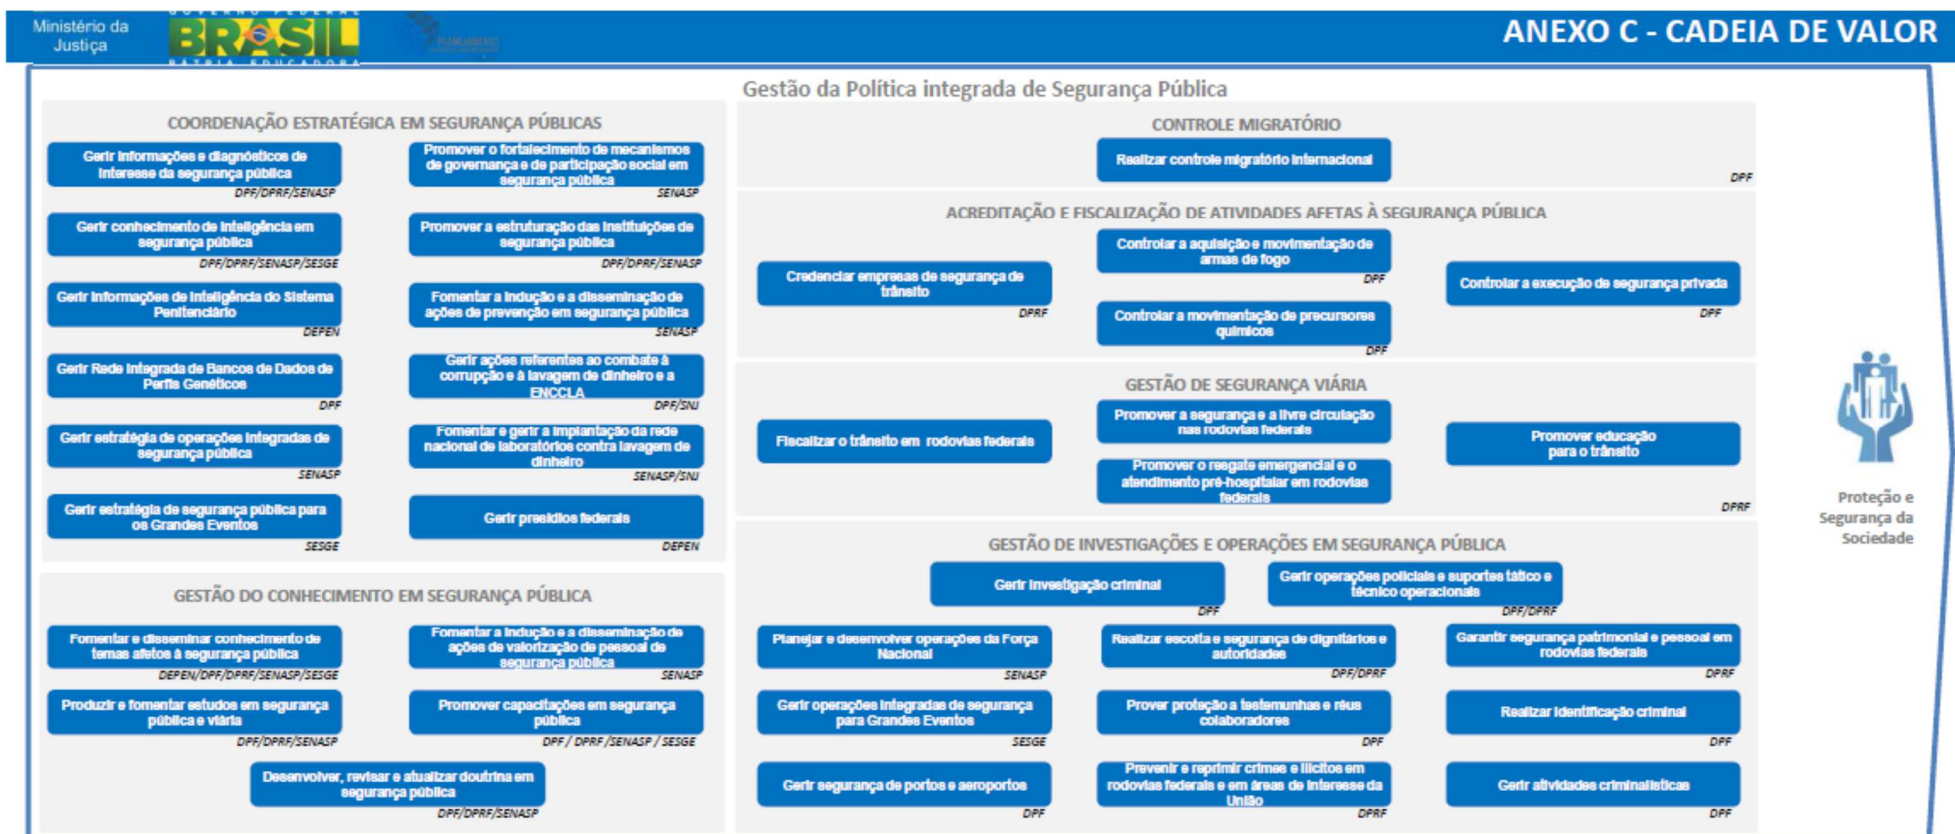 GOVERNO FEDERAL
Ministério da
Justiça
BRASIL
PÁTRIA EDUCADORA
PLANEJAMENTO
ANEXO C - CADEIA DE VALOR
Gestão da Política integrada de Segurança Pública
COORDENAÇÃO ESTRATÉGICA EM SEGURANÇA PÚBLICAS
Gerir informações e diagnósticos de
interesse da segurança pública
DPF/DPRF/SENASP
Promover o fortalecimento de mecanismos
de governança e de participação social em
segurança pública
SENASP
Gerir conhecimento de inteligência em
segurança pública
DPF/DPRF/SENASP/SESGE
Promover a estruturação das instituições de
segurança pública
DPF/DPRF/SENASP
Gerir informações de inteligência do Sistema
Penitenciário
DEPEN
Fomentar a indução e a disseminação de
ações de prevenção em segurança pública
SENASP
Gerir Rede Integrada de Bancos de Dados de
Perfis Genéticos
DPF
Gerir ações referentes ao combate à
corrupção e à lavagem de dinheiro e a
ENCCLA
DPF/SNJ
Gerir estratégia de operações integradas de
segurança pública
SENASP
Fomentar e gerir a implantação da rede
nacional de laboratórios contra lavagem de
dinheiro
SENASP/SNJ
Gerir estratégia de segurança pública para
os Grandes Eventos
SESGE
Gerir presídios federais
DEPEN
GESTÃO DO CONHECIMENTO EM SEGURANÇA PÚBLICA
Fomentar e disseminar conhecimento de
temas afetos à segurança pública
DEPEN/DPF/DPRF/SENASP/SESGE
Fomentar a indução e a disseminação de
ações de valorização de pessoal de
segurança pública
SENASP
Produzir e fomentar estudos em segurança
pública e viária
DPF/DPRF/SENASP
Promover capacitações em segurança
pública
DPF / DPRF /SENASP / SESGE
Desenvolver, revisar e atualizar doutrina em
segurança pública
DPF/DPRF/SENASP
CONTROLE MIGRATÓRIO
Realizar controle migratório internacional
DPF
ACREDITAÇÃO E FISCALIZAÇÃO DE ATIVIDADES AFETAS À SEGURANÇA PÚBLICA
Credenciar empresas de segurança de
trânsito
DPRF
Controlar a aquisição e movimentação de
armas de fogo
DPF
Controlar a movimentação de precursores
químicos
DPF
Controlar a execução de segurança privada
DPF
GESTÃO DE SEGURANÇA VIÁRIA
Fiscalizar o trânsito em rodovias federais
Promover a segurança e a livre circulação
nas rodovias federais
Promover o resgate emergencial e o
atendimento pré-hospitalar em rodovias
federais
Promover educação
para o trânsito
DPRF
GESTÃO DE INVESTIGAÇÕES E OPERAÇÕES EM SEGURANÇA PÚBLICA
Gerir investigação criminal
DPF
Gerir operações policiais e suportes tático e
técnico operacionais
DPF/DPRF
Planejar e desenvolver operações da Força
Nacional
SENASP
Realizar escolta e segurança de dignitários e
autoridades
DPF/DPRF
Garantir segurança patrimonial e pessoal em
rodovias federais
DPRF
Gerir operações integradas de segurança
para Grandes Eventos
SESGE
Prover proteção a testemunhas e réus
colaboradores
DPF
Realizar identificação criminal
DPF
Gerir segurança de portos e aeroportos
DPF
Prevenir e reprimir crimes e ilícitos em
rodovias federais e em áreas de interesse da
União
DPRF
Gerir atividades criminalísticas
DPF
Proteção e
Segurança da
Sociedade